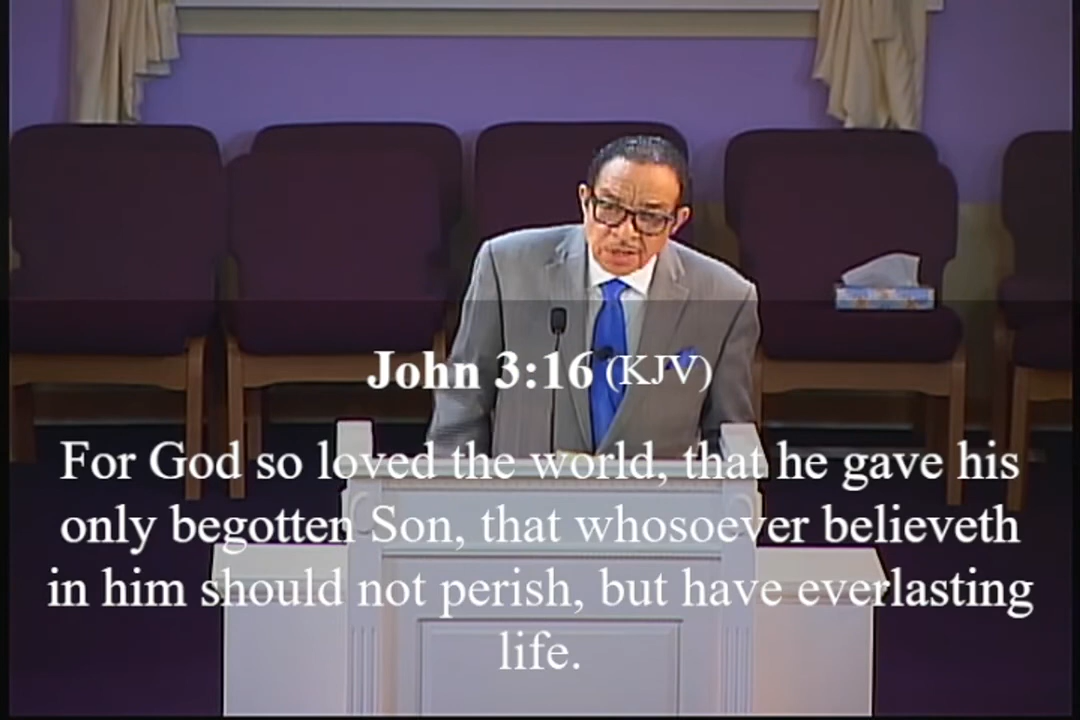 John 3:16 (KJV)
For God so loved the world, that he gave his
only begotten Son, that whosoever believeth
in him should not perish, but have everlasting
life.